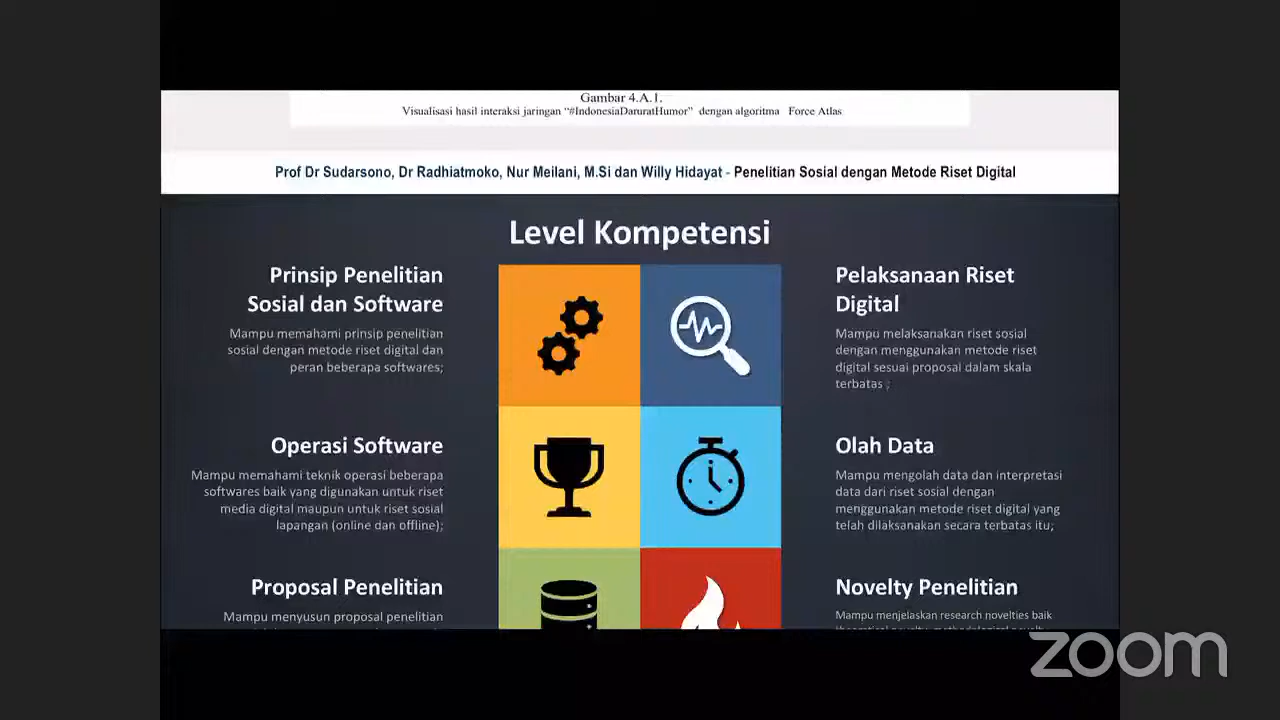 Gambar 4.A.1.
Visualisasi hasil interaksi jaringan “#IndonesiaDaruratHumor” dengan algoritma Force Atlas
Prof Dr Sudarsono, Dr Radhiatmoko, Nur Meilani, M.Si dan Willy Hidayat - Penelitian Sosial dengan Metode Riset Digital
Level Kompetensi
Prinsip Penelitian
Sosial dan Software
Mampu memahami prinsip penelitian
sosial dengan metode riset digital dan
peran beberapa softwares;
Operasi Software
Mampu memahami teknik operasi beberapa
softwares baik yang digunakan untuk riset
media digital maupun untuk riset sosial
lapangan (online dan offline);
Proposal Penelitian
Mampu menyusun proposal penelitian
Pelaksanaan Riset
Digital
Mampu melaksanakan riset sosial
dengan menggunakan metode riset
digital sesuai proposal dalam skala
terbatas ;
Olah Data
Mampu mengolah data dan interpretasi
data dari riset sosial dengan
menggunakan metode riset digital yang
telah dilaksanakan secara terbatas itu;
Novelty Penelitian
Mampu menjelaskan research novelties baik
zoom